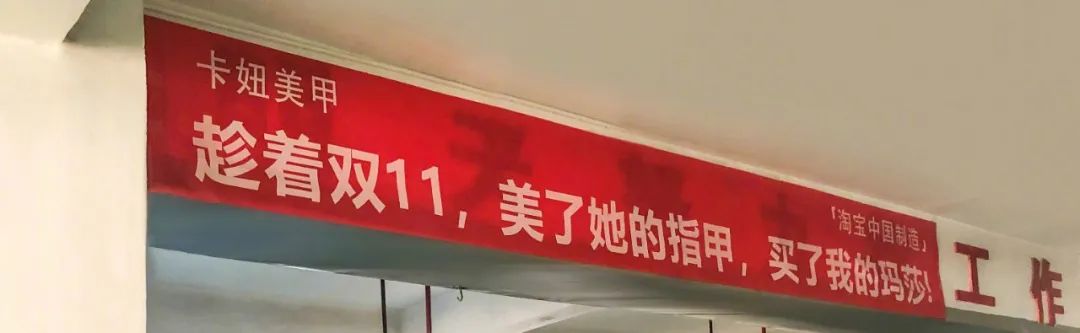 卡妞美甲
趁着双11，美了她的指甲，买了我的玛莎!
『淘宝中国制造』
工作